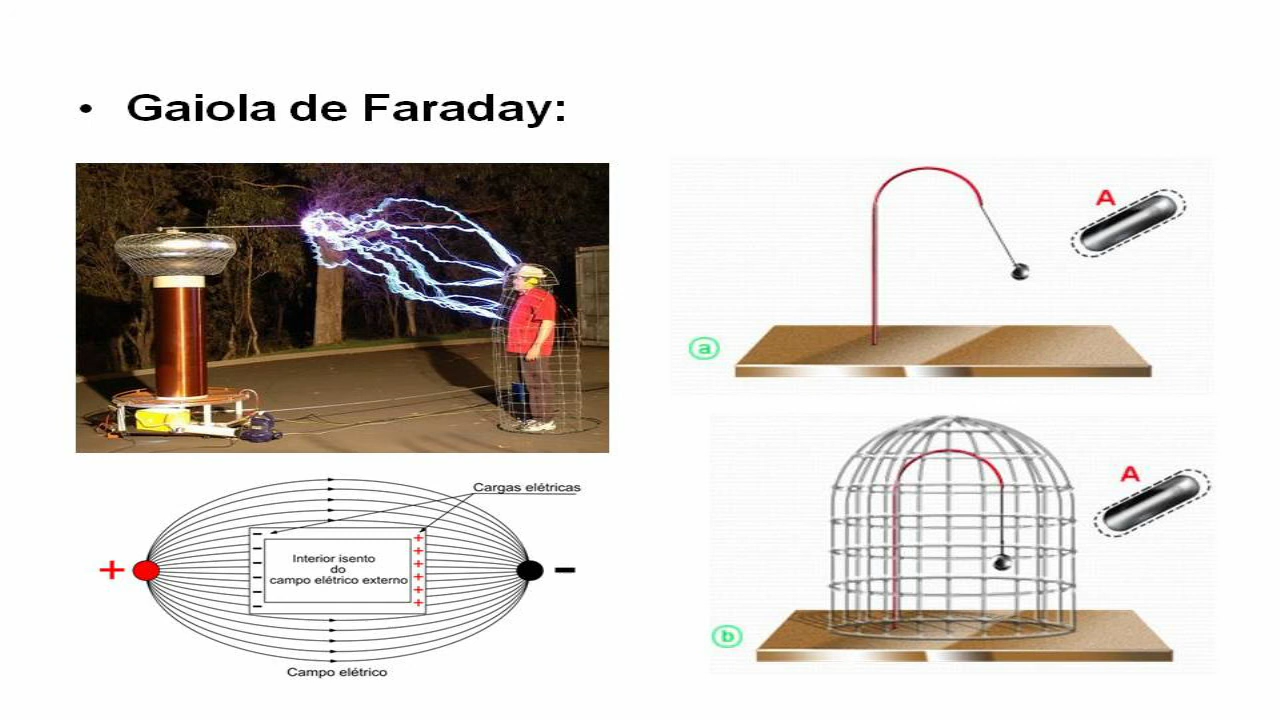 • Gaiola de Faraday:
A
a
Cargas elétricas
+ Interior isento -
do
campo elétrico externo
Campo elétrico
A
b